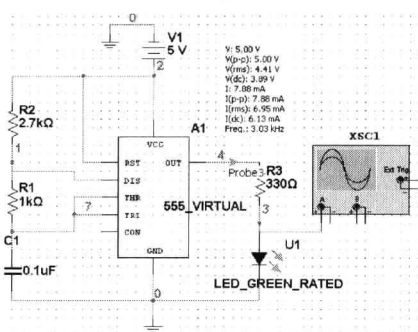 0
V1
5 V
2
V: 5.00 V
V(p-p): 5.00 V
V(rms): 4.41 V
V(dc): 3.89 V
I: 7.88 mA
I(p-p): 7.88 mA
I(rms): 6.95 mA
I(dc): 6.13 mA
Freq.: 3.03 kHz
R2
2.7kΩ
1
A1
XSC1
VCC
RST
OUT
4
Probe3
R3
330Ω
Ext Trig
DIS
R1
1kΩ
THR
7
TRI
555_VIRTUAL
A
B
3
CON
C1
GND
U1
0.1uF
LED_GREEN_RATED
0